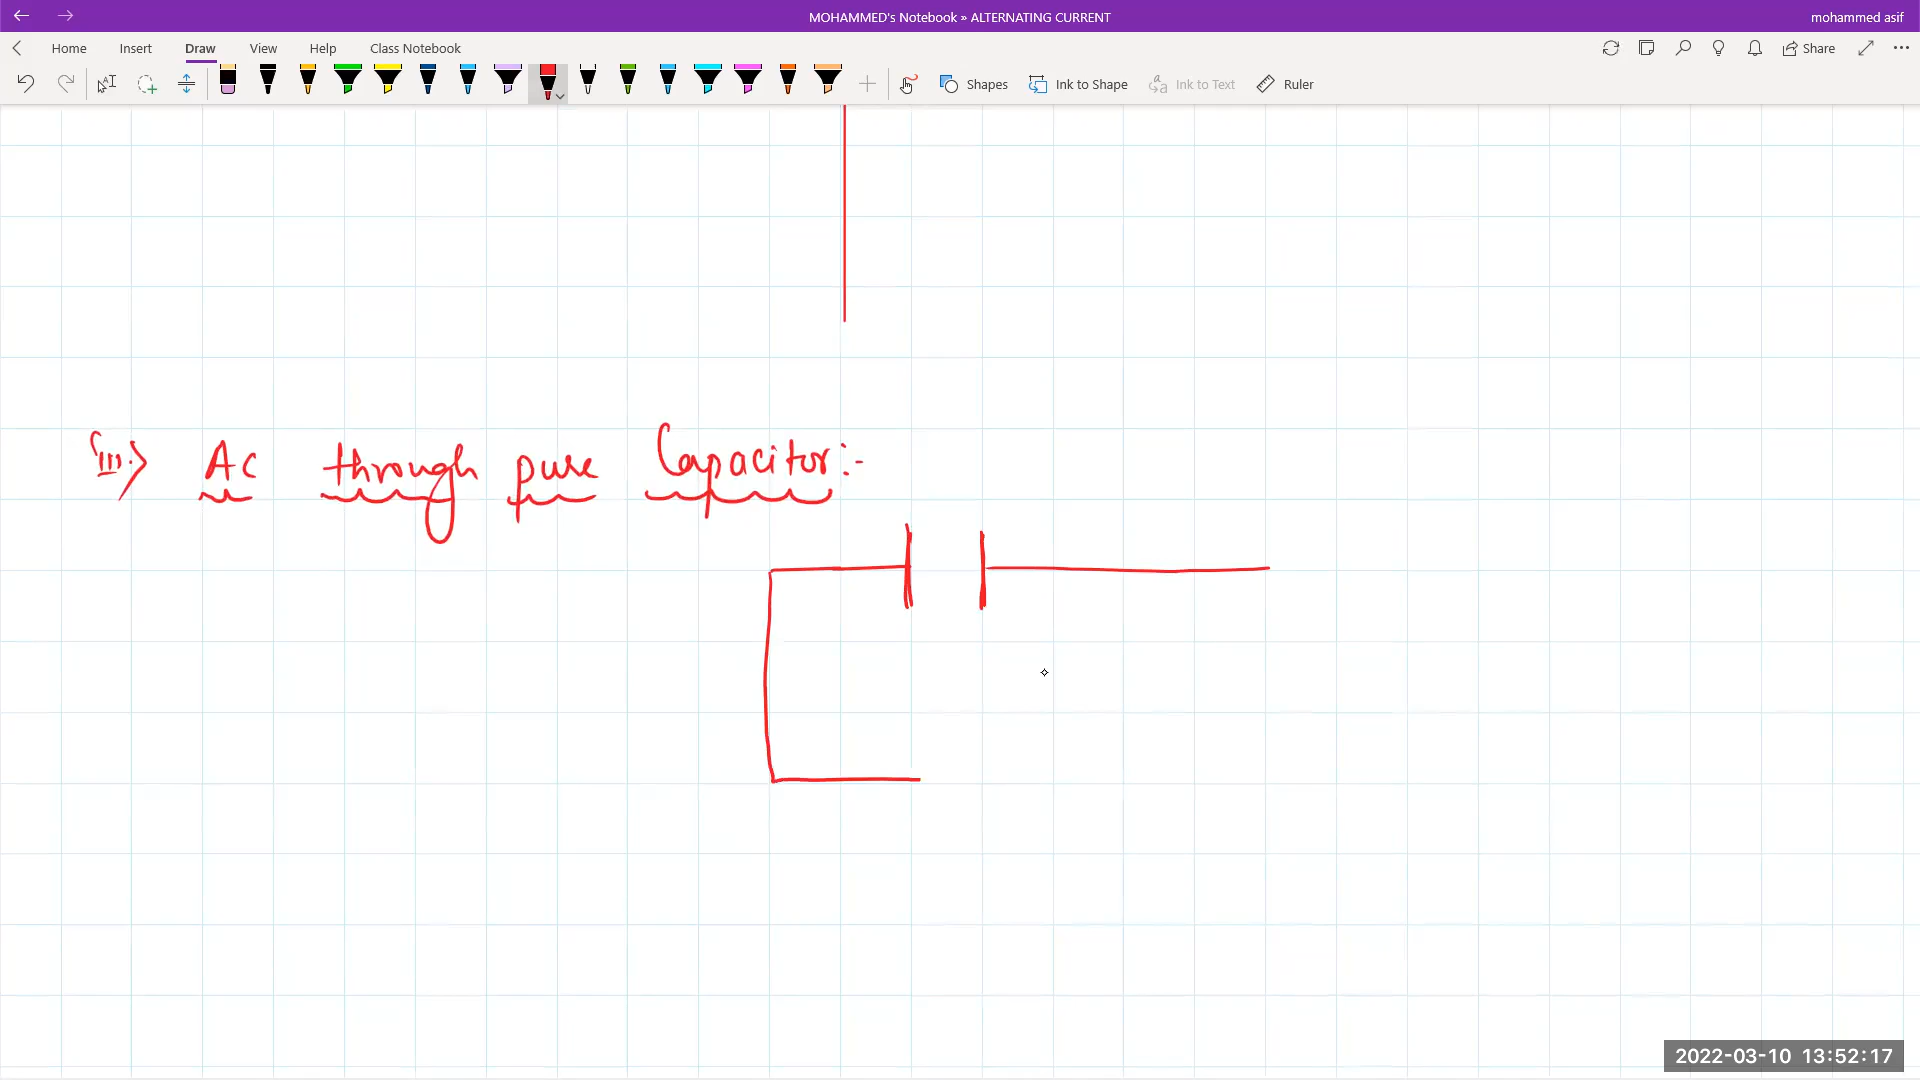 MOHAMMED's Notebook » ALTERNATING CURRENT
mohammed asif
Home Insert Draw View Help Class Notebook
Share
Shapes Ink to Shape Ink to Text Ruler
(iii) AC through pure Capacitor:-
2022-03-10 13:52:17